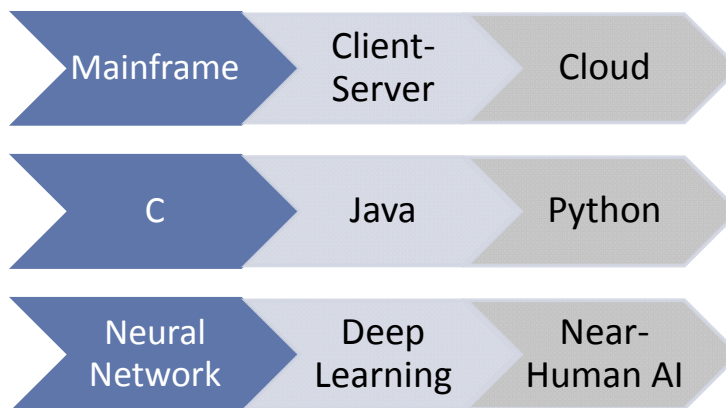 Mainframe
Client-
Server
Cloud
C
Java
Python
Neural
Network
Deep
Learning
Near-
Human AI